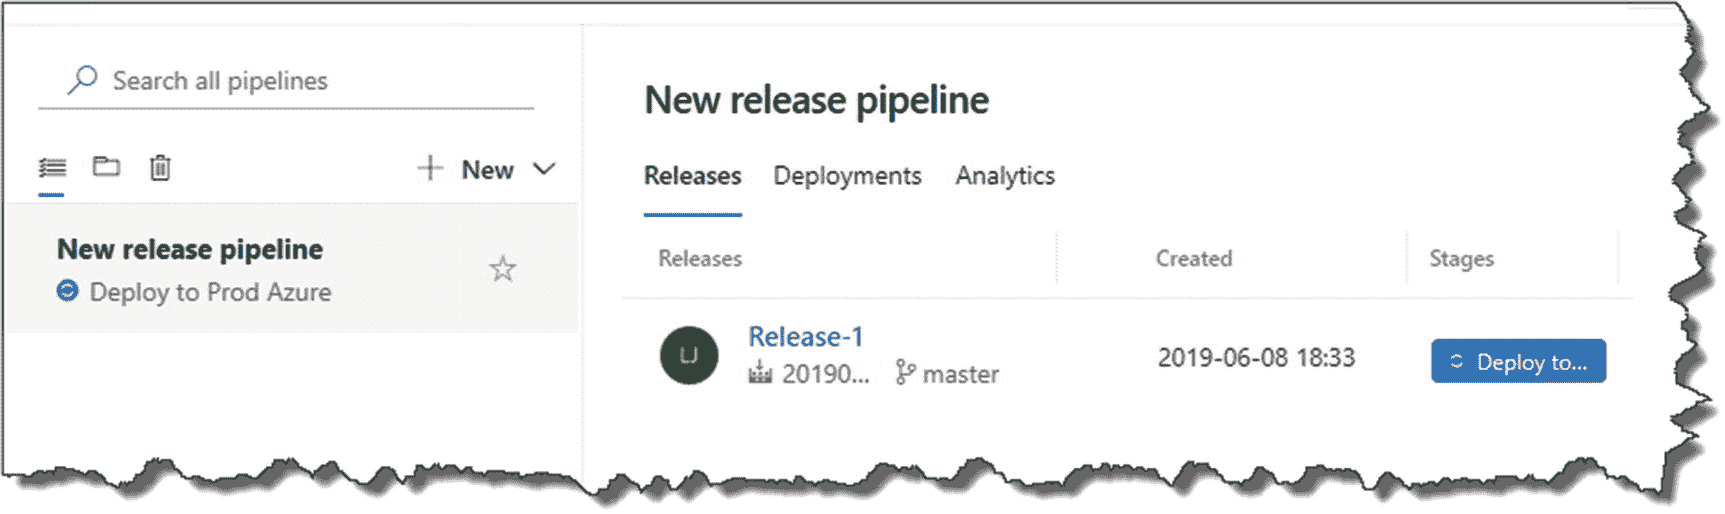 Search all pipelines
New
New release pipeline
Deploy to Prod Azure
New release pipeline
Releases Deployments Analytics
Releases Created Stages
Release-1
20190... master
2019-06-08 18:33
Deploy to...